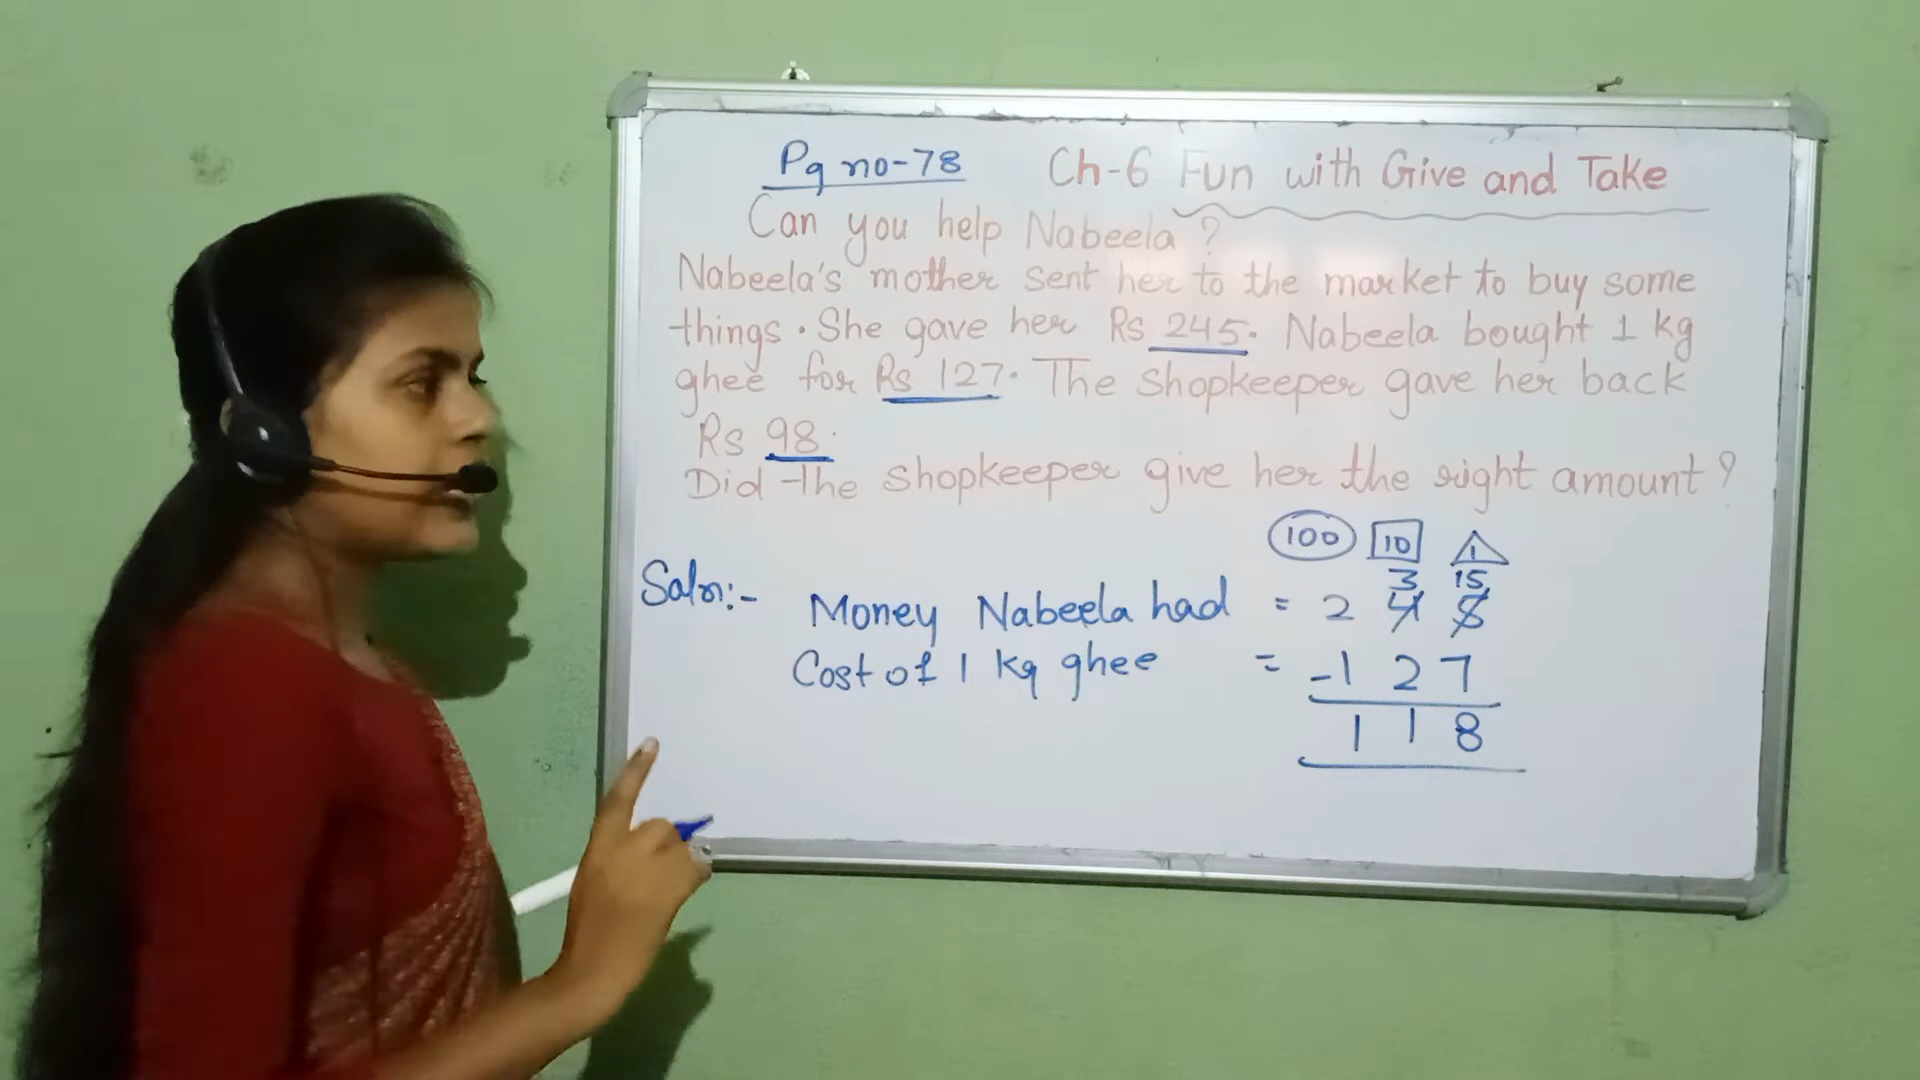 Pg no-78 Ch-6 Fun with Give and Take
Can you help Nabeela?
Nabeela's mother sent her to the market to buy some
things. She gave her Rs 245. Nabeela bought 1 kg
ghee for Rs 127. The shopkeeper gave her back
Rs 98.
Did the shopkeeper give her the right amount?
100 10 1
3 15
Soln:- Money Nabeela had = 2 4 5
Cost of 1 kg ghee = -1 2 7
1 1 8